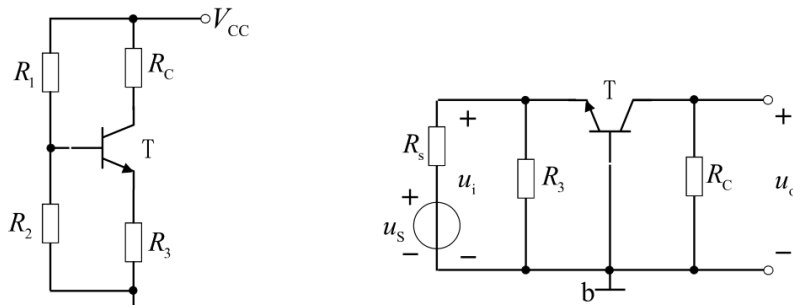 V_CC
R_1
R_C
T
R_2
R_3
T
R_s
+
u_i
R_3
R_C
+
u_o
+
u_S
−
−
−
b